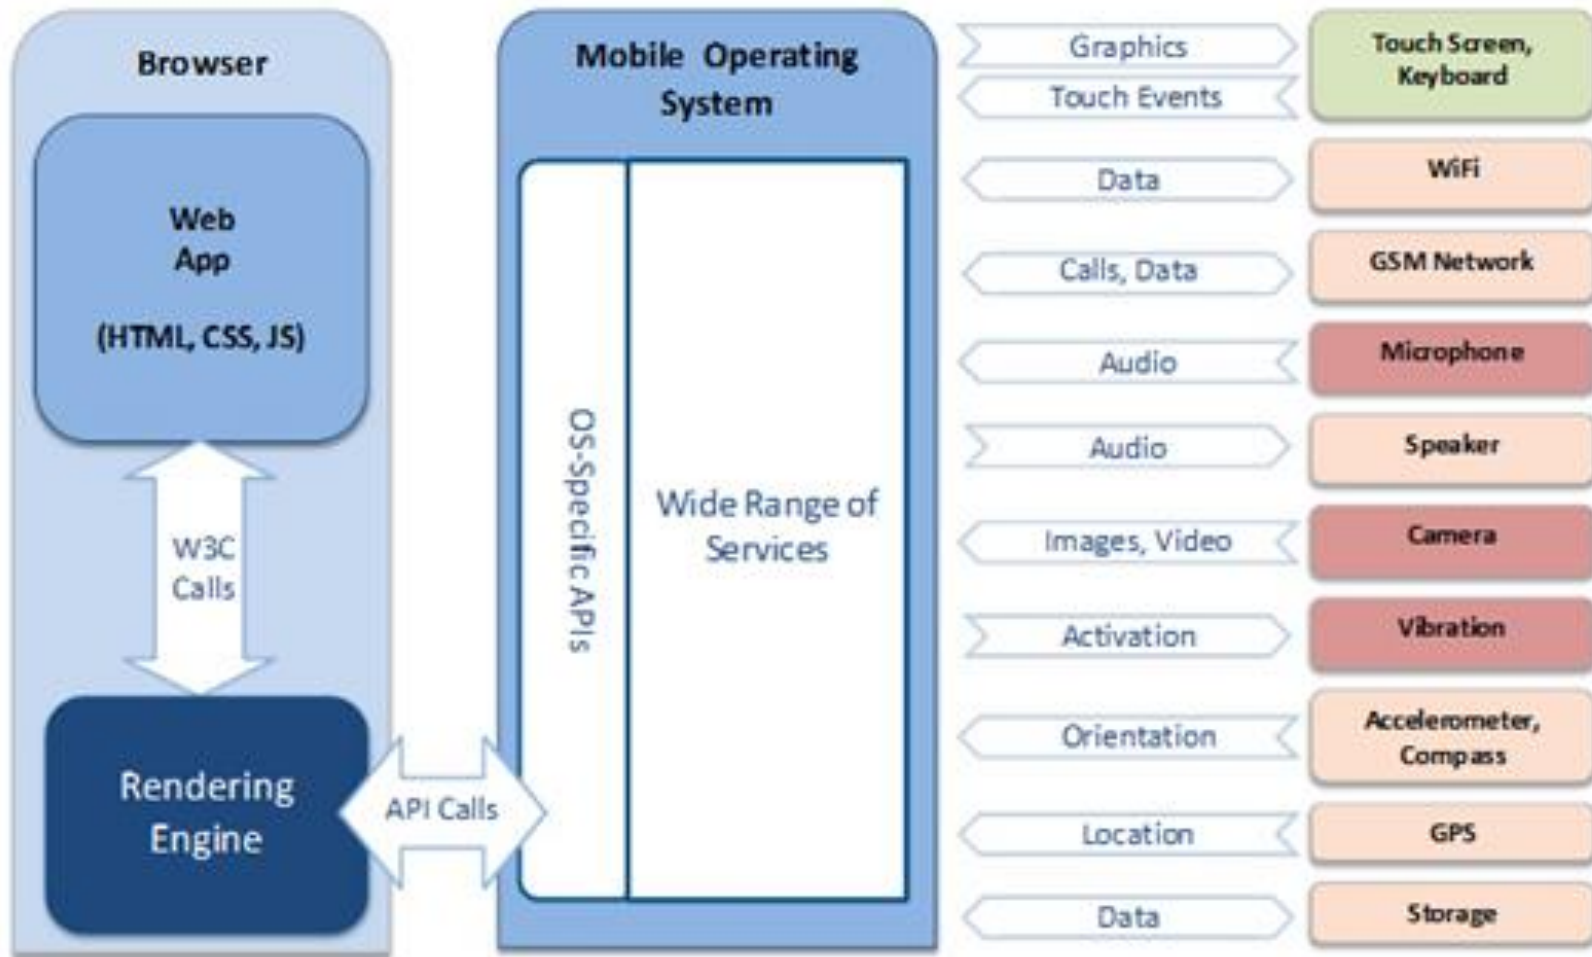 Browser
Web
App
(HTML, CSS, JS)
W3C
Calls
Rendering
Engine
API Calls
Mobile Operating
System
OS-Specific APIs
Wide Range of
Services
Graphics
Touch Events
Touch Screen,
Keyboard
Data
WiFi
Calls, Data
GSM Network
Audio
Microphone
Audio
Speaker
Images, Video
Camera
Activation
Vibration
Orientation
Accelerometer,
Compass
Location
GPS
Data
Storage